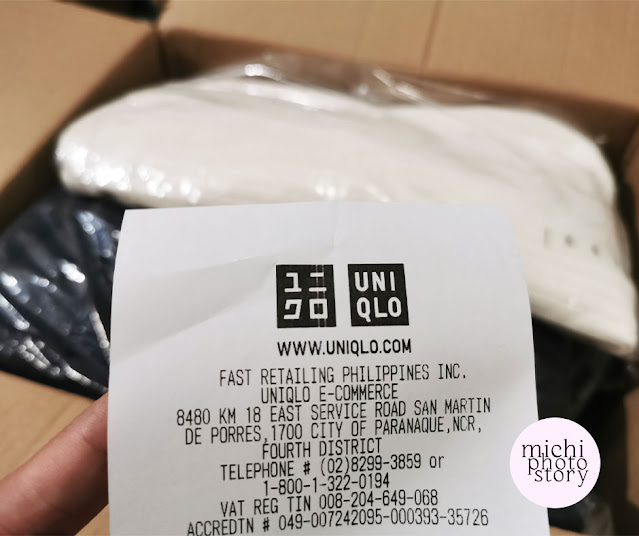 ユニ UNI
クロ QLO
WWW.UNIQLO.COM
FAST RETAILING PHILIPPINES INC.
UNIQLO E-COMMERCE
8480 KM 18 EAST SERVICE ROAD SAN MARTIN
DE PORRES,1700 CITY OF PARANAQUE,NCR,
FOURTH DISTRICT
TELEPHONE # (02)8299-3859 or
1-800-1-322-0194
VAT REG TIN 008-204-649-068
ACCREDTN # 049-007242095-000393-35726
michi
photo
story